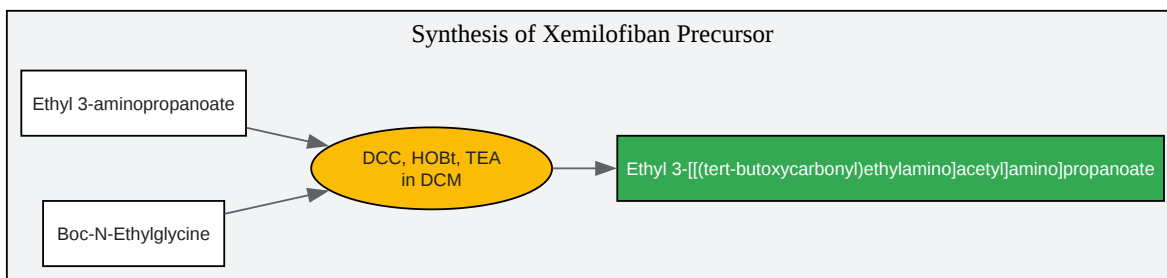 Synthesis of Xemilofiban Precursor
Ethyl 3-aminopropanoate
DCC, HOBt, TEA
in DCM
Ethyl 3-[[(tert-butoxycarbonyl)ethylamino]acetyl]amino]propanoate
Boc-N-Ethylglycine